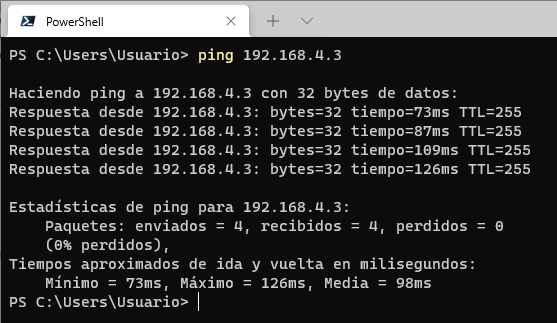 PowerShell
PS C:\Users\Usuario> ping 192.168.4.3
Haciendo ping a 192.168.4.3 con 32 bytes de datos:
Respuesta desde 192.168.4.3: bytes=32 tiempo=73ms TTL=255
Respuesta desde 192.168.4.3: bytes=32 tiempo=87ms TTL=255
Respuesta desde 192.168.4.3: bytes=32 tiempo=109ms TTL=255
Respuesta desde 192.168.4.3: bytes=32 tiempo=126ms TTL=255
Estadísticas de ping para 192.168.4.3:
Paquetes: enviados = 4, recibidos = 4, perdidos = 0
(0% perdidos),
Tiempos aproximados de ida y vuelta en milisegundos:
Mínimo = 73ms, Máximo = 126ms, Media = 98ms
PS C:\Users\Usuario>